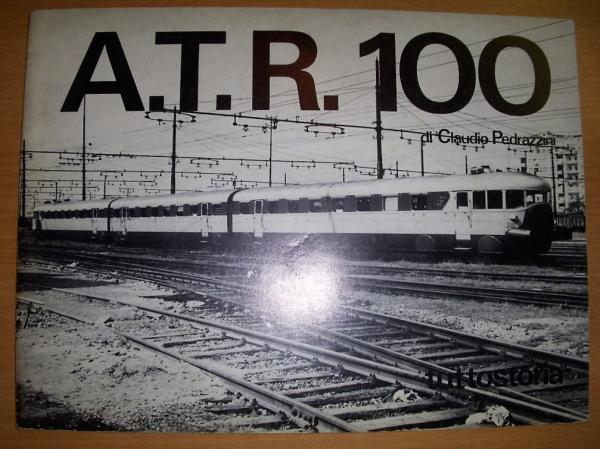 A.T.R. 100
di Claudio Pedrazzini
tuttostoria